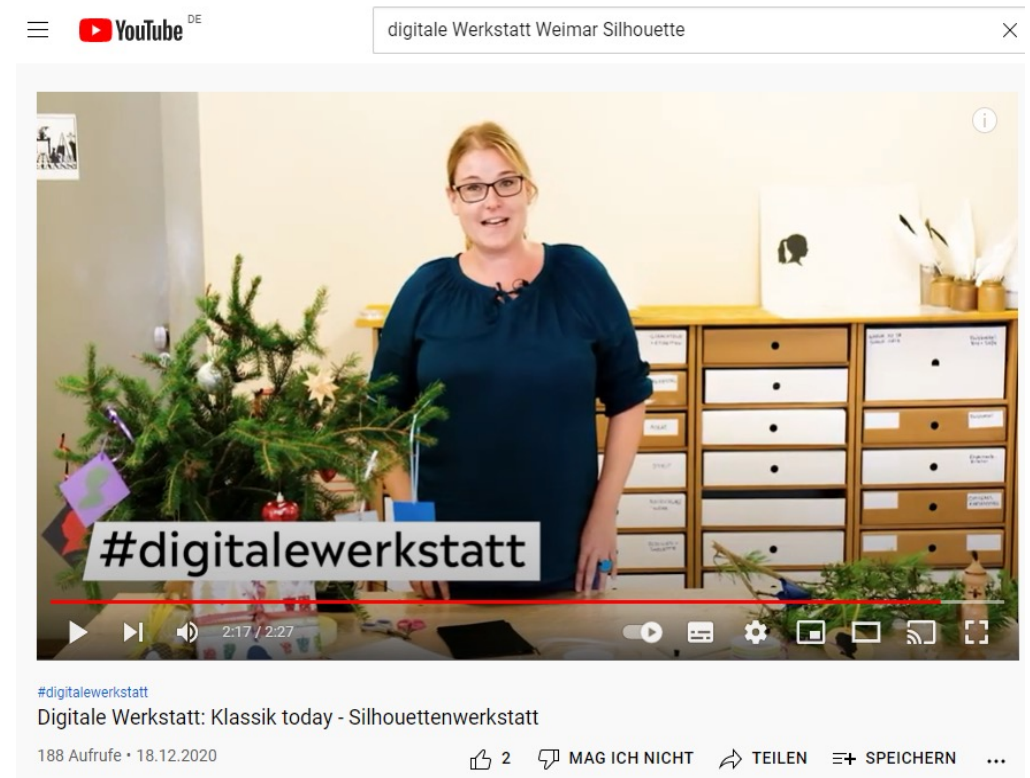 YouTube DE
digitale Werkstatt Weimar Silhouette
#digitalewerkstatt
2:17 / 2:27
#digitalewerkstatt
Digitale Werkstatt: Klassik today - Silhouettenwerkstatt
188 Aufrufe • 18.12.2020
2 MAG ICH NICHT TEILEN SPEICHERN